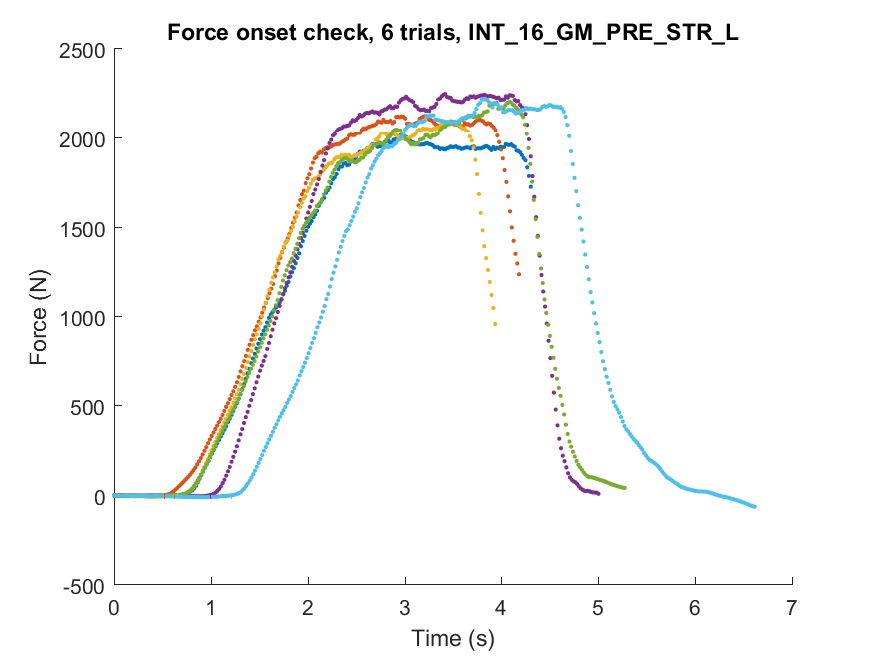 Force onset check, 6 trials, INT_16_GM_PRE_STR_L
2500
2000
1500
1000
500
0
-500
Force (N)
0 1 2 3 4 5 6 7
Time (s)